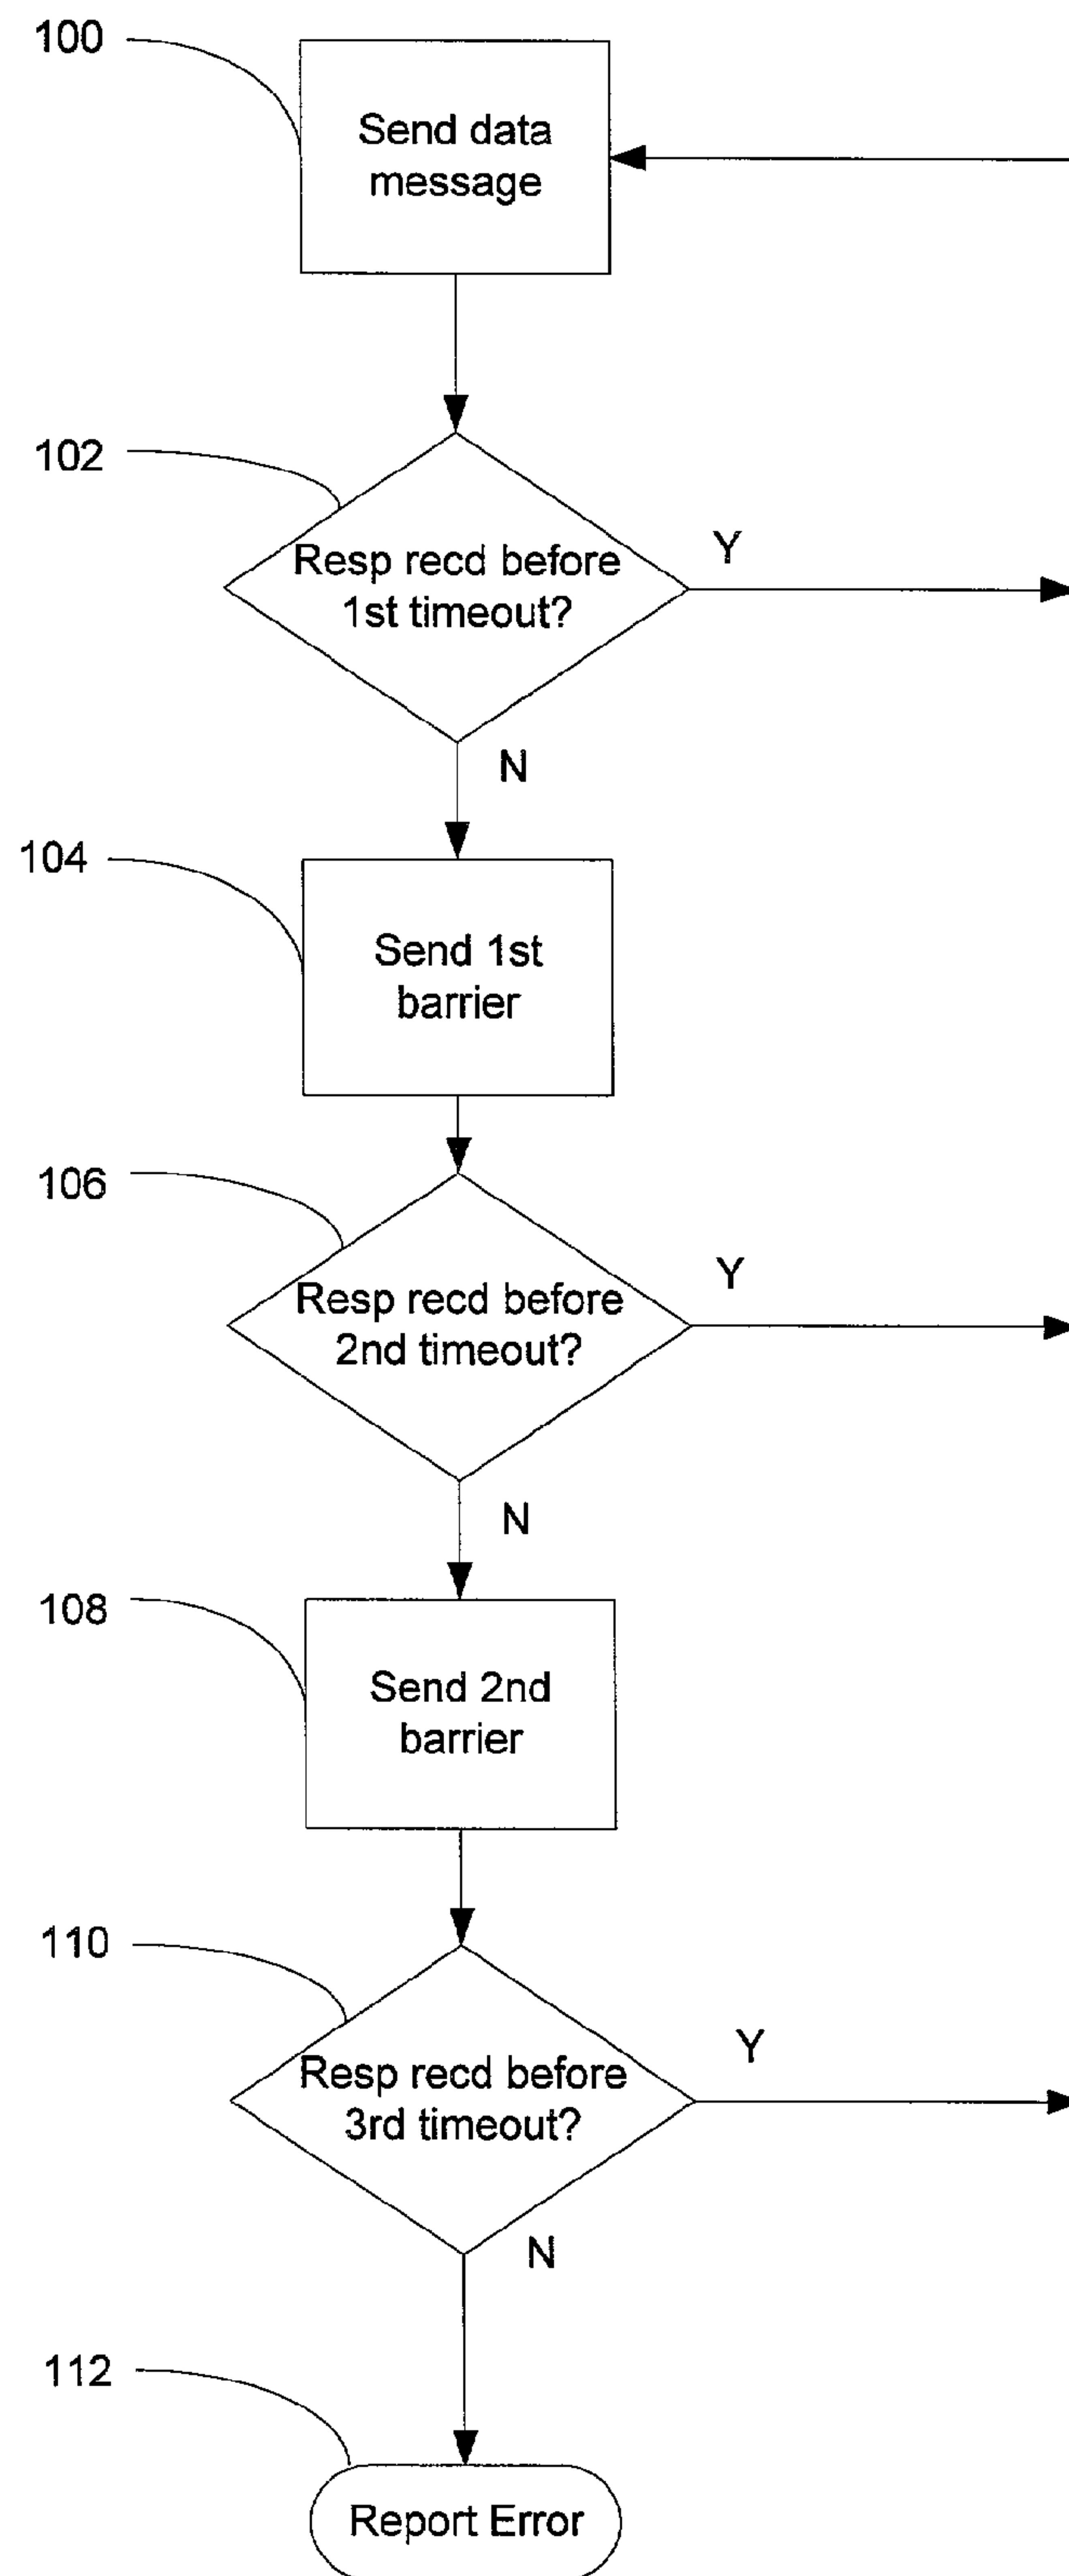 100
Send data
message
102
Resp recd before
1st timeout?
Y
N
104
Send 1st
barrier
106
Resp recd before
2nd timeout?
Y
N
108
Send 2nd
barrier
110
Resp recd before
3rd timeout?
Y
N
112
Report Error